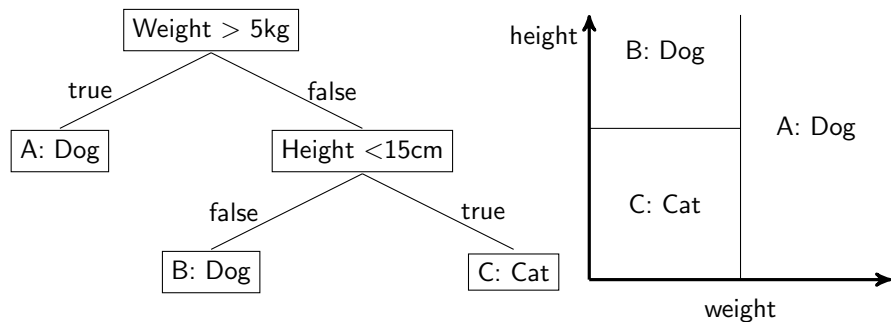 Weight > 5kg
true
false
A: Dog
Height <15cm
false
true
B: Dog
C: Cat
height
B: Dog
A: Dog
C: Cat
weight